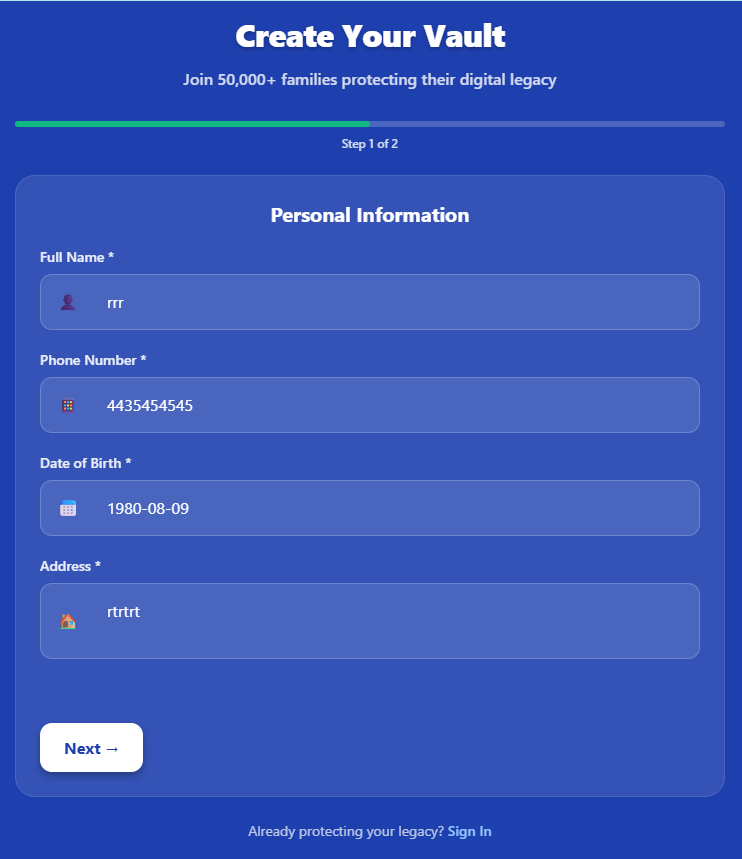 Create Your Vault
Join 50,000+ families protecting their digital legacy
Step 1 of 2
Personal Information
Full Name *
rrr
Phone Number *
4435454545
Date of Birth *
1980-08-09
Address *
rtrtrt
Next →
Already protecting your legacy? Sign In